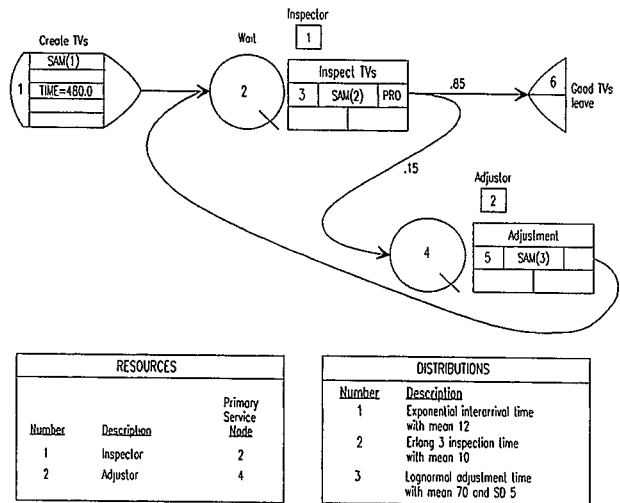 Create TVs
1
SAM(1)
TIME=480.0
Wait
2
Inspector
1
Inspect TVs
3 SAM(2) PRO
.85
6
Good TVs
leave
.15
Adjustor
2
4
Adjustment
5 SAM(3)
RESOURCES
Number Description Primary Service Node
1 Inspector 2
2 Adjustor 4
DISTRIBUTIONS
Number Description
1 Exponential interarrival time
with mean 12
2 Erlang 3 inspection time
with mean 10
3 Lognormal adjustment time
with mean 70 and SD 5